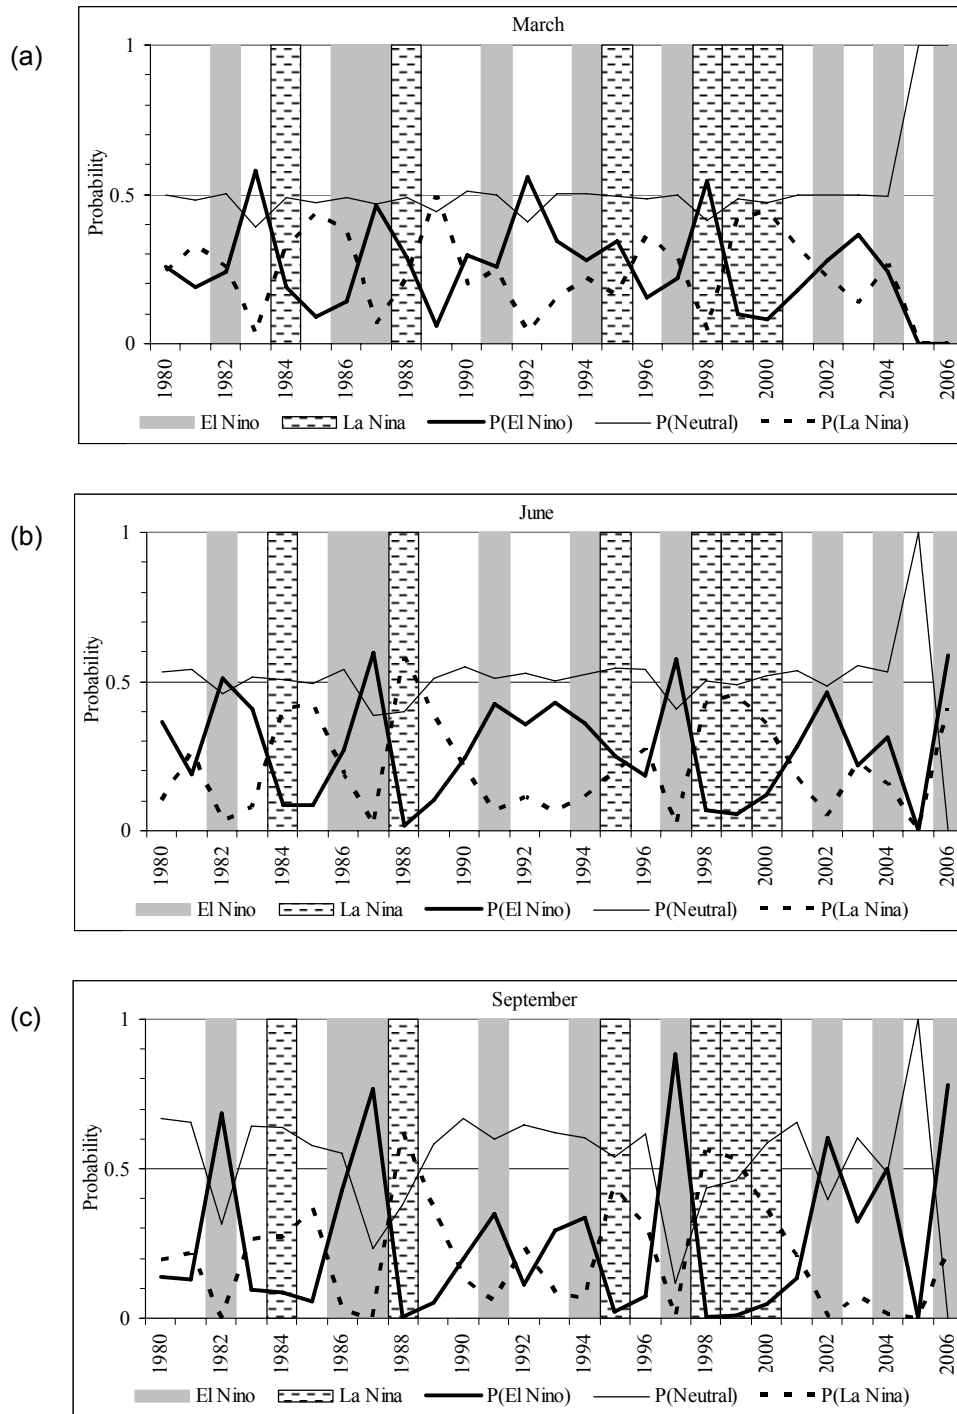 (a)
March
1
0.5
0
Probability
1980 1982 1984 1986 1988 1990 1992 1994 1996 1998 2000 2002 2004 2006
El Nino La Nina P(El Nino) P(Neutral) P(La Nina)
(b)
June
1
0.5
0
Probability
1980 1982 1984 1986 1988 1990 1992 1994 1996 1998 2000 2002 2004 2006
El Nino La Nina P(El Nino) P(Neutral) P(La Nina)
(c)
September
1
0.5
0
Probability
1980 1982 1984 1986 1988 1990 1992 1994 1996 1998 2000 2002 2004 2006
El Nino La Nina P(El Nino) P(Neutral) P(La Nina)